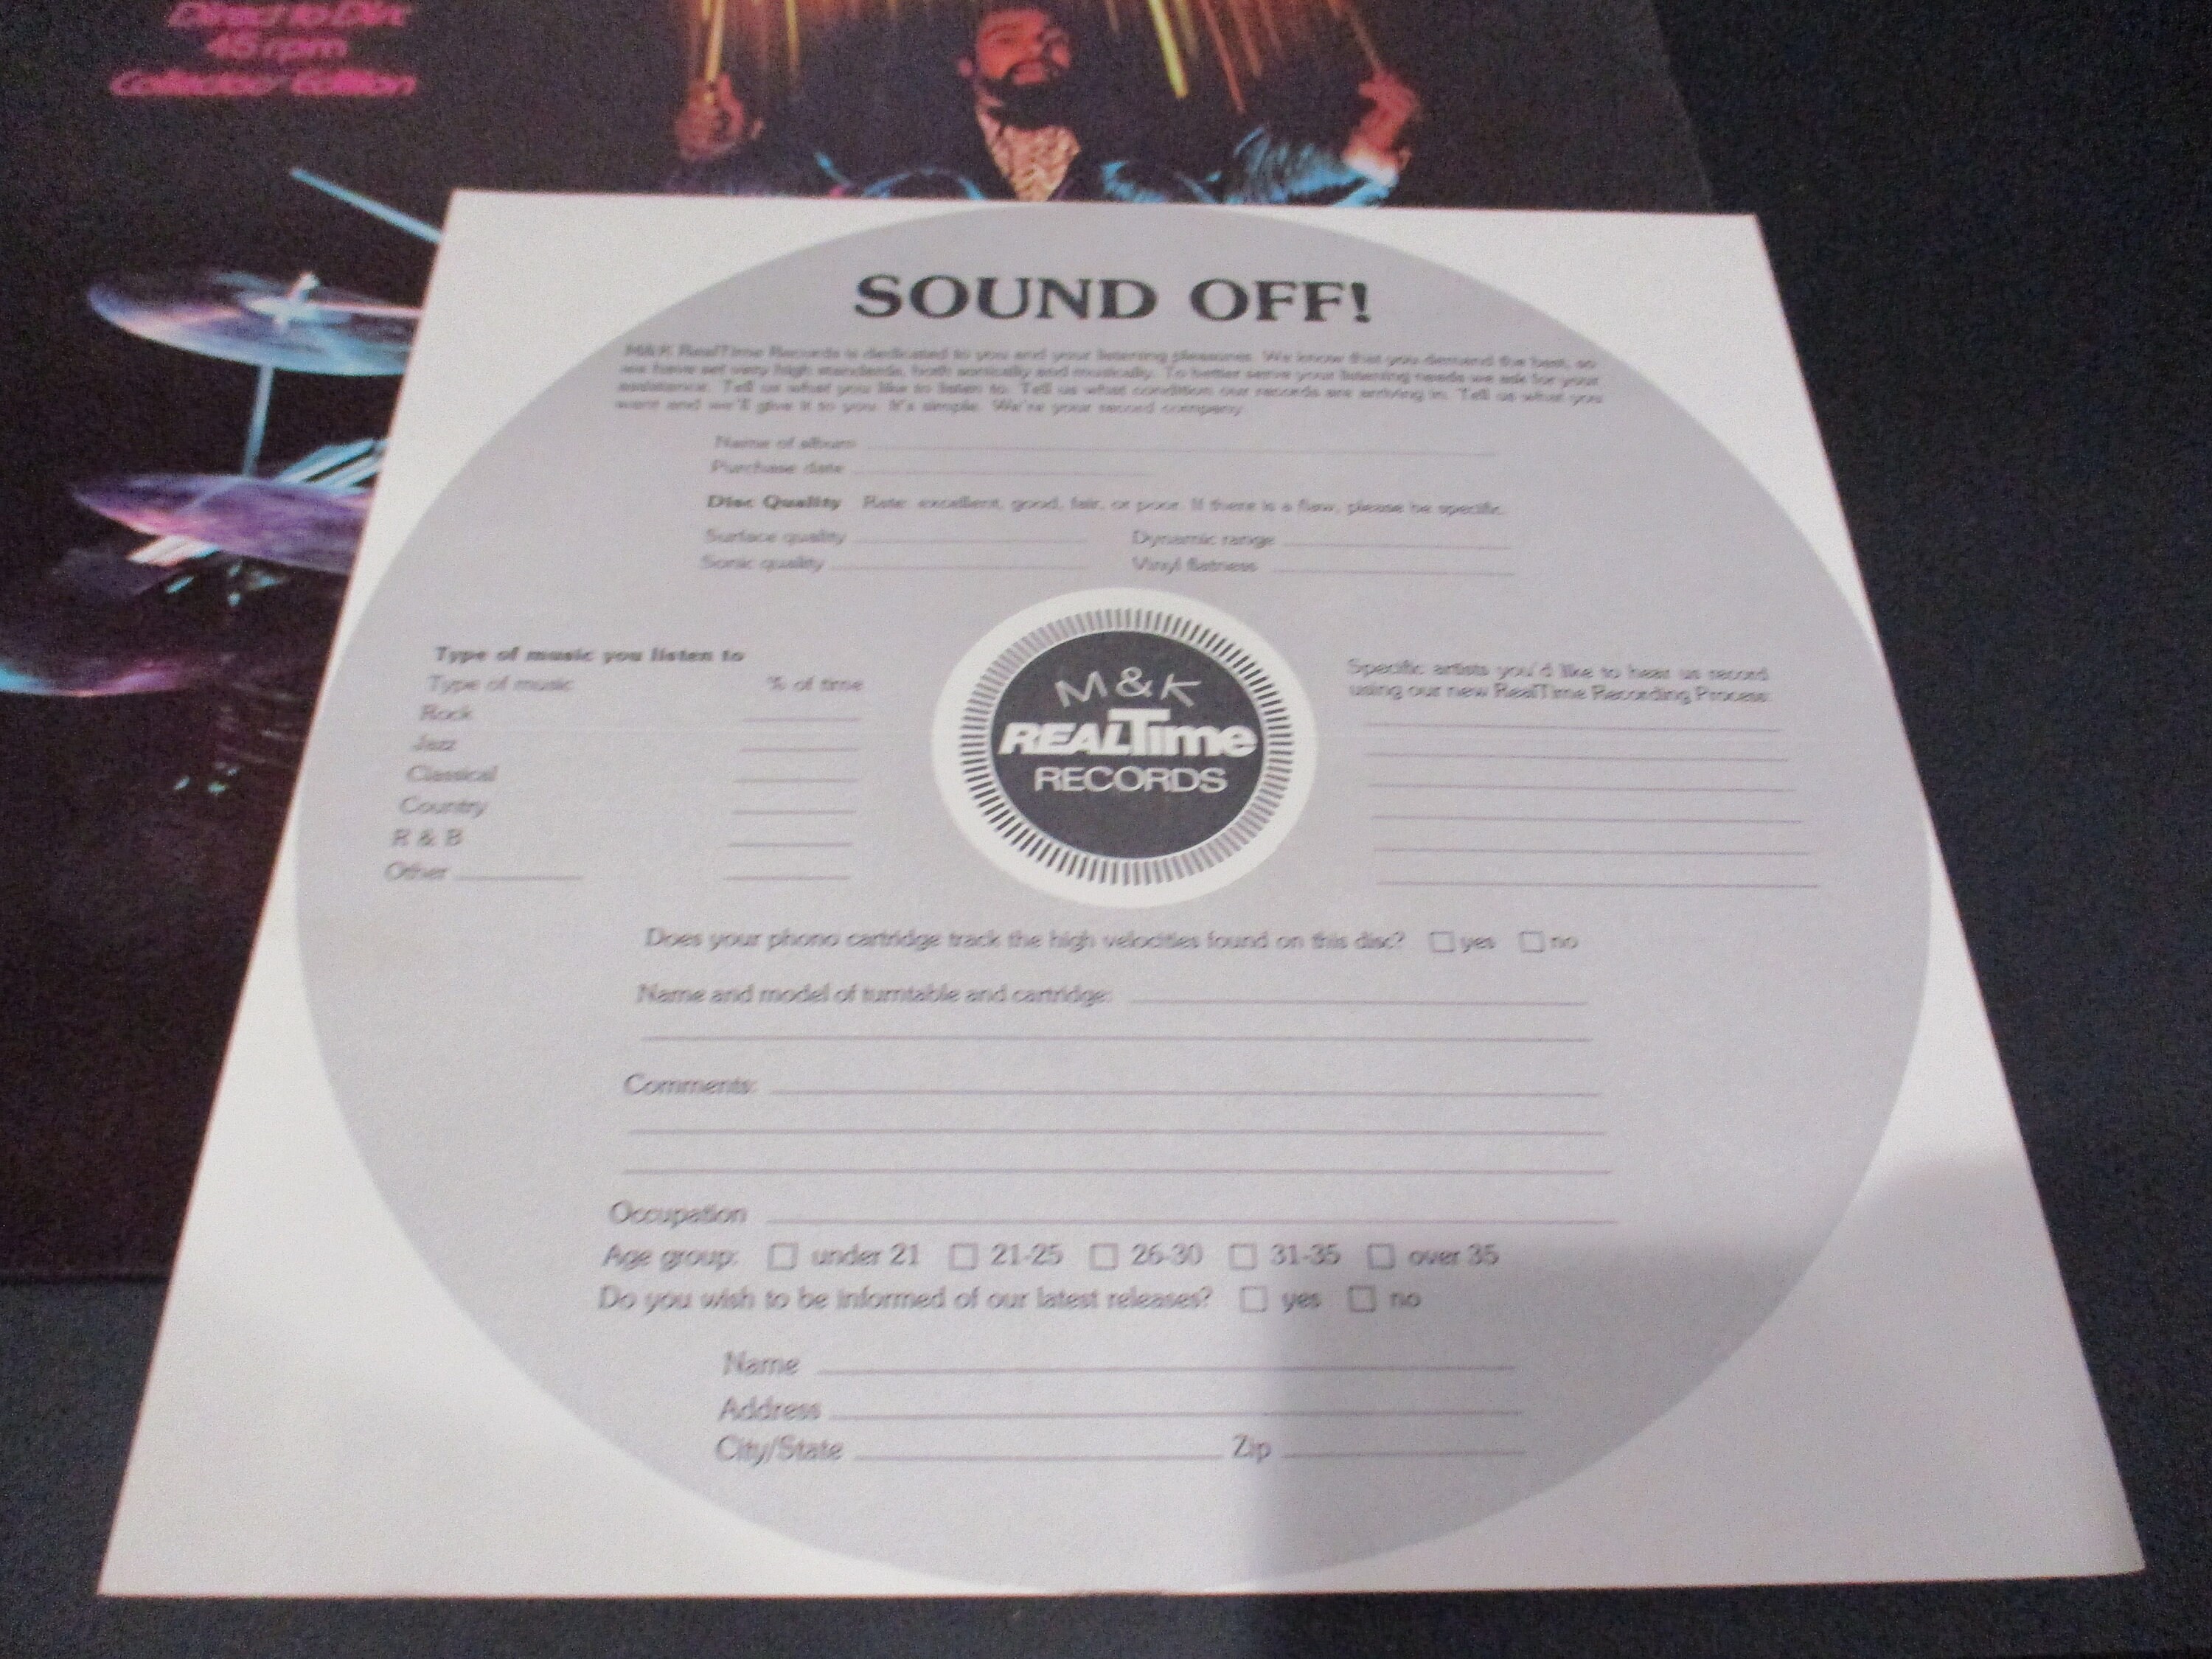 Direct to Disc
45 rpm
Collectors' Edition
SOUND OFF!
M&K RealTime Records is dedicated to you and your listening pleasures. We know that you demand the best, so
we have set very high standards, both sonically and musically. To better serve your listening needs we ask for your
assistance. Tell us what you like to listen to. Tell us what condition our records are arriving in. Tell us what you
want and we'll give it to you. It's simple. We're your record company.
Name of album
Purchase date
Disc Quality Rate: excellent, good, fair, or poor. If there is a flaw, please be specific.
Surface quality Dynamic range
Sonic quality Vinyl flatness
Type of music you listen to
Type of music % of time
Rock
Jazz
Classical
Country
R & B
Other
M & K
REALTime
RECORDS
Specific artists you'd like to hear us record
using our new RealTime Recording Process:
Does your phono cartridge track the high velocities found on this disc? yes no
Name and model of turntable and cartridge:
Comments:
Occupation
Age group: under 21 21-25 26-30 31-35 over 35
Do you wish to be informed of our latest releases? yes no
Name
Address
City/State Zip